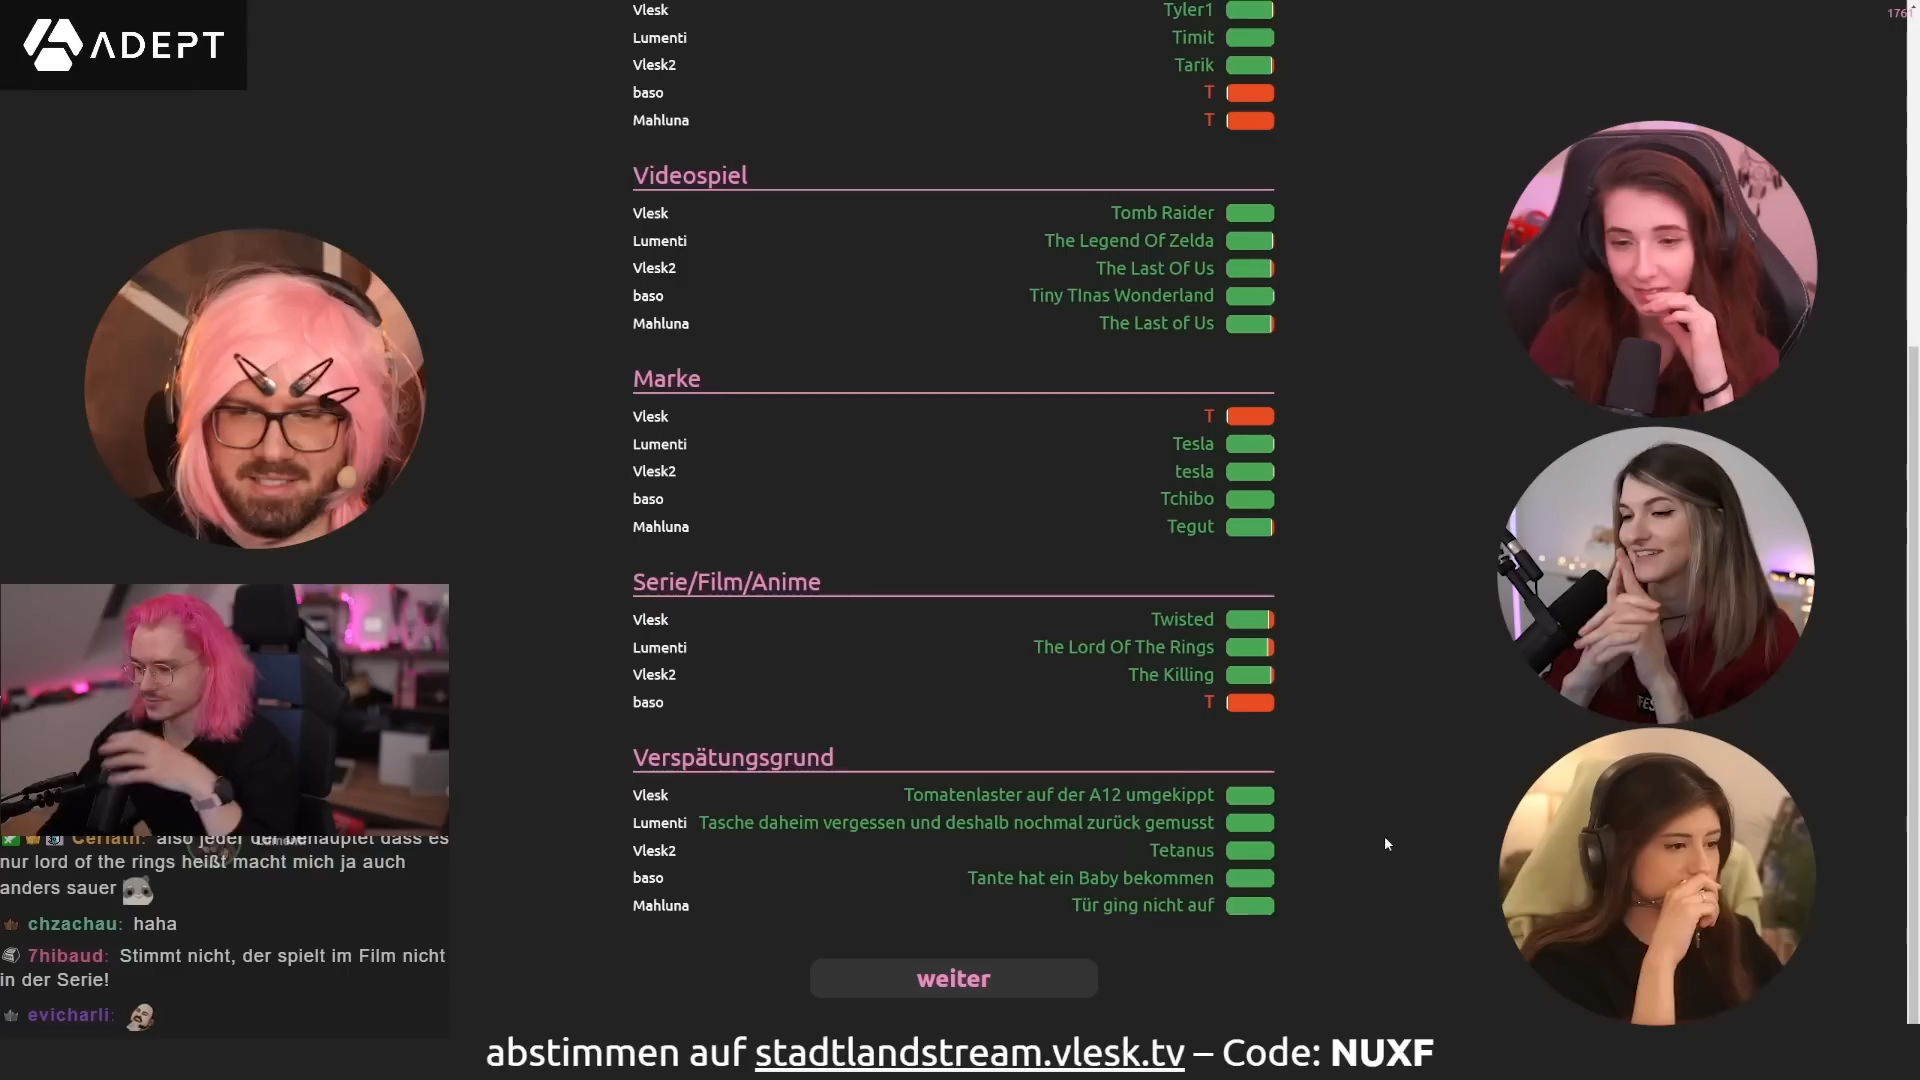 ADEPT
Vlesk Tyler1
Lumenti Timit
Vlesk2 Tarik
baso T
Mahluna T
Videospiel
Vlesk Tomb Raider
Lumenti The Legend Of Zelda
Vlesk2 The Last Of Us
baso Tiny TInas Wonderland
Mahluna The Last of Us
Marke
Vlesk T
Lumenti Tesla
Vlesk2 tesla
baso Tchibo
Mahluna Tegut
Serie/Film/Anime
Vlesk Twisted
Lumenti The Lord Of The Rings
Vlesk2 The Killing
baso T
Verspätungsgrund
Vlesk Tomatenlaster auf der A12 umgekippt
Lumenti Tasche daheim vergessen und deshalb nochmal zurück gemusst
Vlesk2 Tetanus
baso Tante hat ein Baby bekommen
Mahluna Tür ging nicht auf
weiter
also jeder der behauptet dass es
nur lord of the rings heißt macht mich ja auch
anders sauer
chzachau: haha
7hibaud: Stimmt nicht, der spielt im Film nicht
in der Serie!
evicharli:
abstimmen auf stadtlandstream.vlesk.tv – Code: NUXF